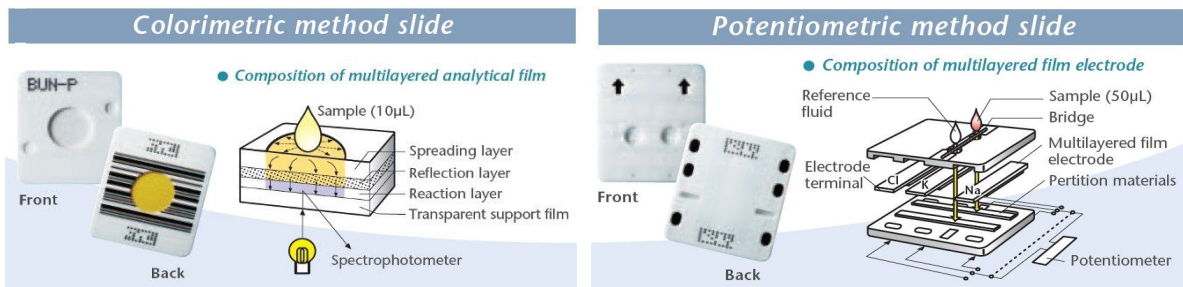 Colorimetric method slide
BUN-P
Front
Back
● Composition of multilayered analytical film
Sample (10μL)
Spreading layer
Reflection layer
Reaction layer
Transparent support film
Spectrophotometer
Potentiometric method slide
Front
Back
● Composition of multilayered film electrode
Reference
fluid
Sample (50μL)
Bridge
Multilayered film
electrode
Electrode
terminal
Cl
K
Na
Pertition materials
Potentiometer